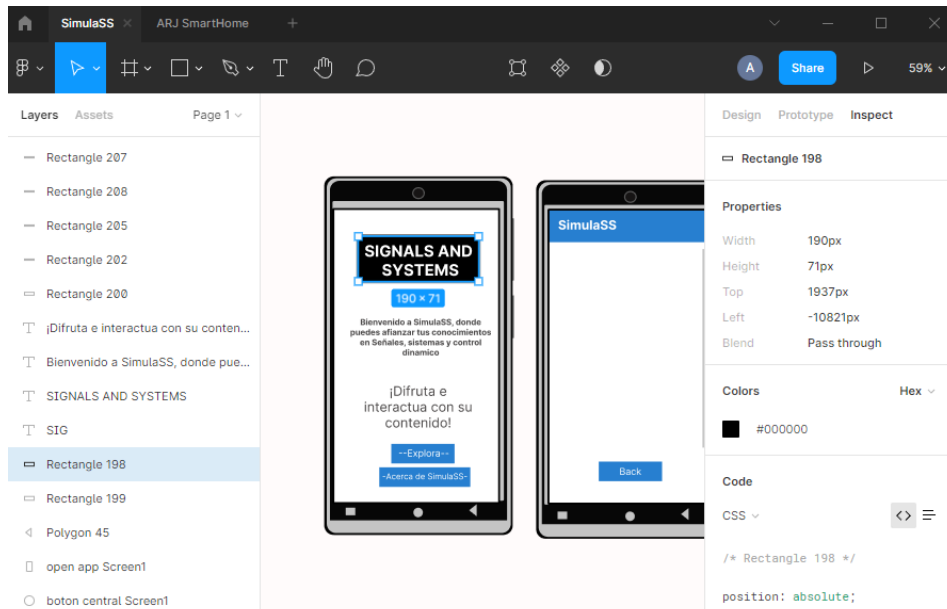 SimulaSS
ARJ SmartHome
A
Share
59%
Layers Assets Page 1
Rectangle 207
Rectangle 208
Rectangle 205
Rectangle 202
Rectangle 200
¡Difruta e interactua con su conten...
Bienvenido a SimulaSS, donde pue...
SIGNALS AND SYSTEMS
SIG
Rectangle 198
Rectangle 199
Polygon 45
open app Screen1
boton central Screen1
SIGNALS AND
SYSTEMS
190 × 71
Bienvenido a SimulaSS, donde
puedes afianzar tus conocimientos
en Señales, sistemas y control
dinamico
¡Difruta e
interactua con su
contenido!
--Explora--
-Acerca de SimulaSS-
SimulaSS
Back
Design Prototype Inspect
Rectangle 198
Properties
Width 190px
Height 71px
Top 1937px
Left -10821px
Blend Pass through
Colors Hex
#000000
Code
CSS
/* Rectangle 198 */
position: absolute;